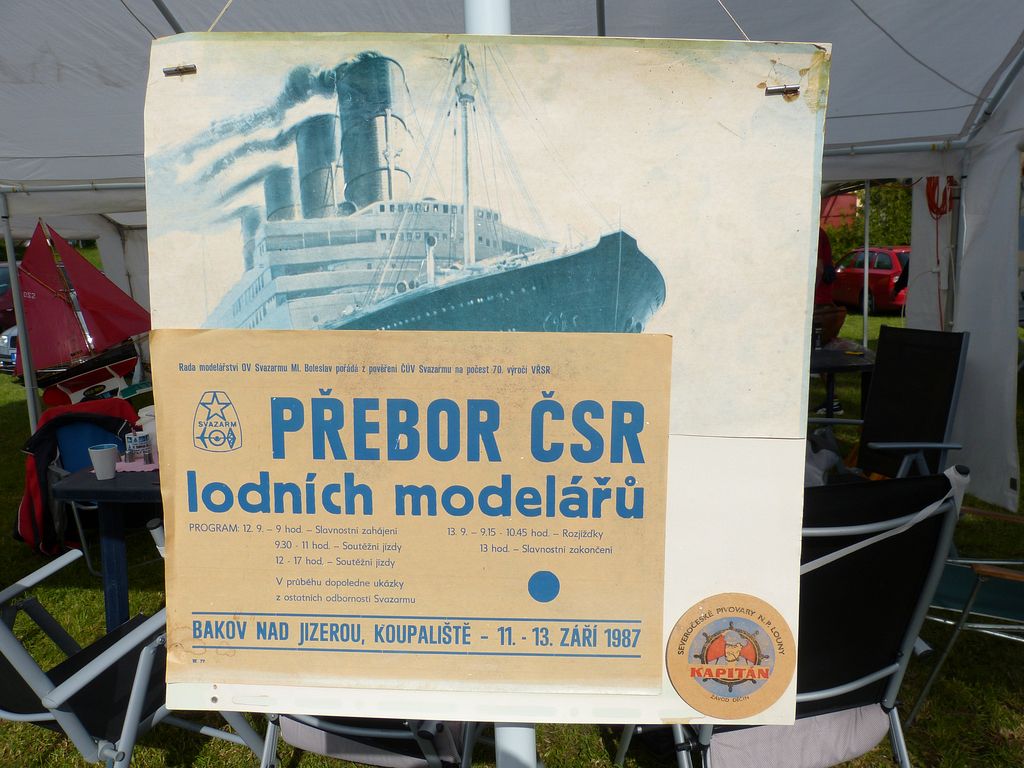 Rada modelářství OV Svazarmu Ml. Boleslav pořádá z pověření ČÚV Svazarmu na počest 70. výročí VŘSR
SVAZARM
PŘEBOR ČSR
lodních modelářů
PROGRAM: 12. 9. – 9 hod. – Slavnostní zahájení
9.30 - 11 hod. – Soutěžní jízdy
12 - 17 hod. – Soutěžní jízdy
13. 9. – 9.15 - 10.45 hod. – Rozjížďky
13 hod. – Slavnostní zakončení
V průběhu dopoledne ukázky
z ostatních odborností Svazarmu
BAKOV NAD JIZEROU, KOUPALIŠTĚ – 11. - 13. ZÁŘÍ 1987
SEVEROČESKÉ PIVOVARY N.P. LOUNY
KAPITÁN
ZÁVOD DĚČÍN